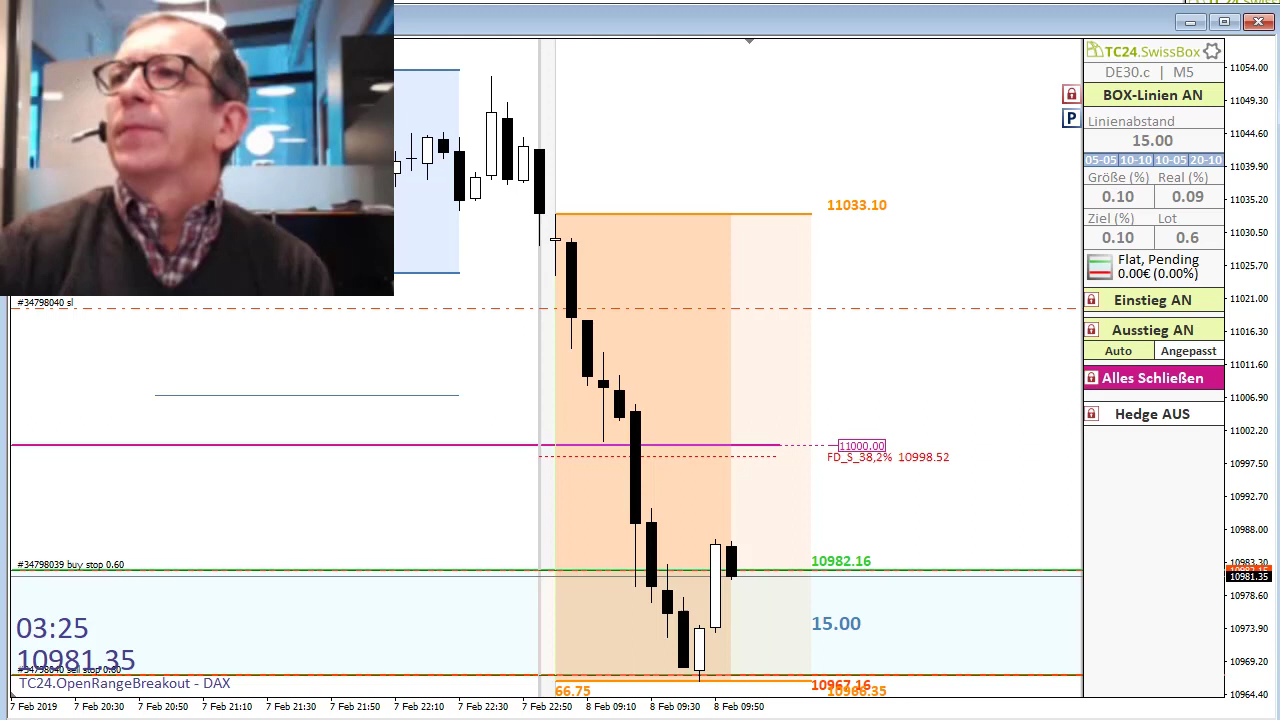 TC24.SwissBox
DE30.c | M5
BOX-Linien AN
Linienabstand
15.00
05-05 10-10 10-05 20-10
Größe (%) Real (%)
0.10 0.09
Ziel (%) Lot
0.10 0.6
Flat, Pending
0.00€ (0.00%)
Einstieg AN
Ausstieg AN
Auto Angepasst
Alles Schließen
Hedge AUS
P
11054.00
11049.30
11044.60
11039.90
11035.20
11030.50
11025.70
11021.00
11016.30
11011.60
11006.90
11002.20
10997.50
10992.70
10988.00
10983.30
10981.35
10978.60
10973.90
10969.20
10964.40
11033.10
#34798040 sl
11000.00
FD_S_38,2% 10998.52
#34798039 buy stop 0.60
10982.16
15.00
03:25
10981.35
#34798040 sell stop 0.60
TC24.OpenRangeBreakout - DAX
10967.16
66.75
7 Feb 2019 7 Feb 20:30 7 Feb 20:50 7 Feb 21:10 7 Feb 21:30 7 Feb 22:10 7 Feb 22:30 7 Feb 22:50 8 Feb 09:10 8 Feb 09:30 8 Feb 09:50